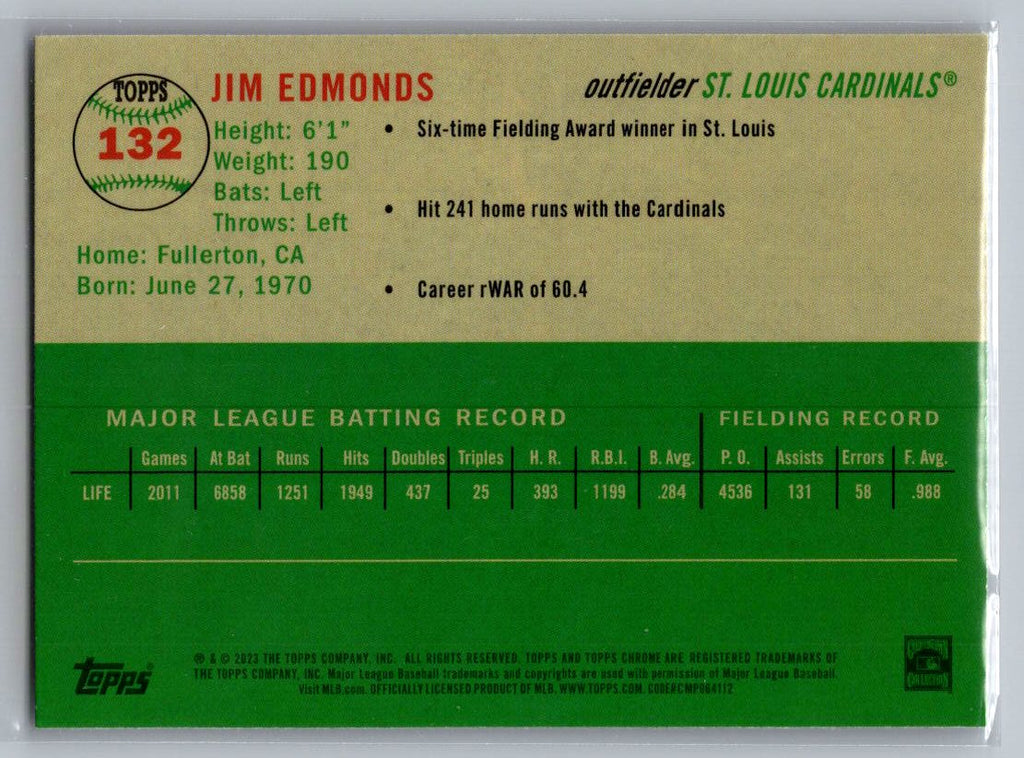 TOPPS
132
JIM EDMONDS
outfielder ST. LOUIS CARDINALS®
Height: 6'1"
Weight: 190
Bats: Left
Throws: Left
Home: Fullerton, CA
Born: June 27, 1970
• Six-time Fielding Award winner in St. Louis
• Hit 241 home runs with the Cardinals
• Career rWAR of 60.4
MAJOR LEAGUE BATTING RECORD FIELDING RECORD
Games At Bat Runs Hits Doubles Triples H. R. R.B.I. B. Avg. P. O. Assists Errors F. Avg.
LIFE 2011 6858 1251 1949 437 25 393 1199 .284 4536 131 58 .988
Topps®
® & © 2023 THE TOPPS COMPANY, INC. ALL RIGHTS RESERVED. TOPPS AND TOPPS CHROME ARE REGISTERED TRADEMARKS OF
THE TOPPS COMPANY, INC. Major League Baseball trademarks and copyrights are used with permission of Major League Baseball.
Visit MLB.com. OFFICIALLY LICENSED PRODUCT OF MLB. WWW.TOPPS.COM. CODE#CMP064112